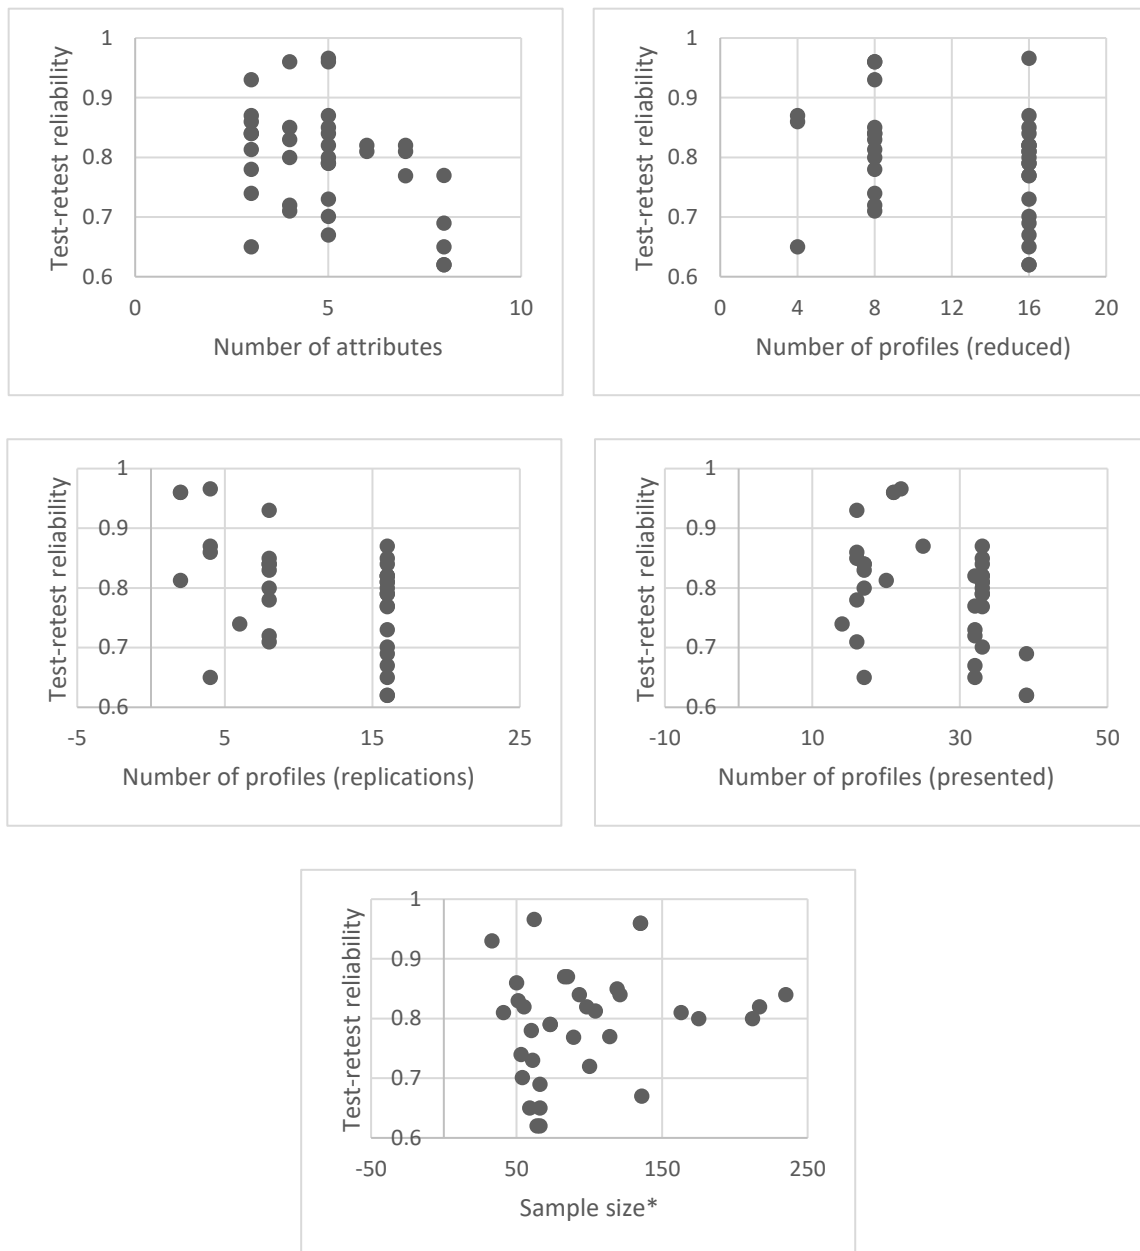 Test-retest reliability
1
0.9
0.8
0.7
0.6
0 5 10
Number of attributes
Test-retest reliability
1
0.9
0.8
0.7
0.6
0 4 8 12 16 20
Number of profiles (reduced)
Test-retest reliability
1
0.9
0.8
0.7
0.6
-5 5 15 25
Number of profiles (replications)
Test-retest reliability
1
0.9
0.8
0.7
0.6
-10 10 30 50
Number of profiles (presented)
Test-retest reliability
1
0.9
0.8
0.7
0.6
-50 50 150 250
Sample size*